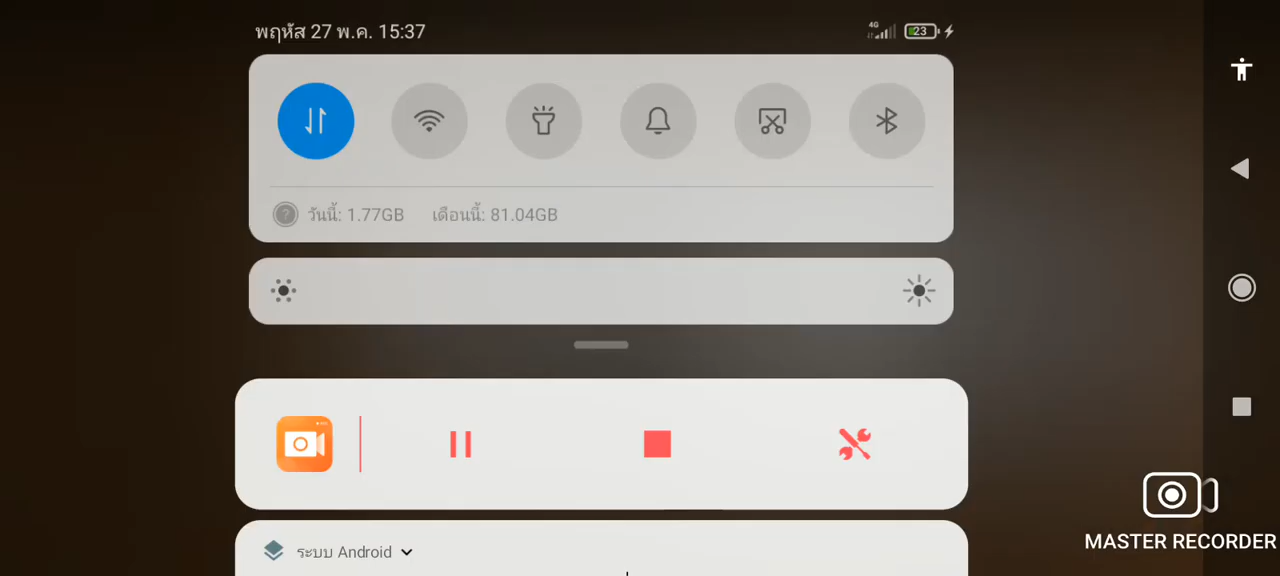 พฤหัส 27 พ.ค. 15:37
4G
23
วันนี้: 1.77GB เดือนนี้: 81.04GB
ระบบ Android
MASTER RECORDER